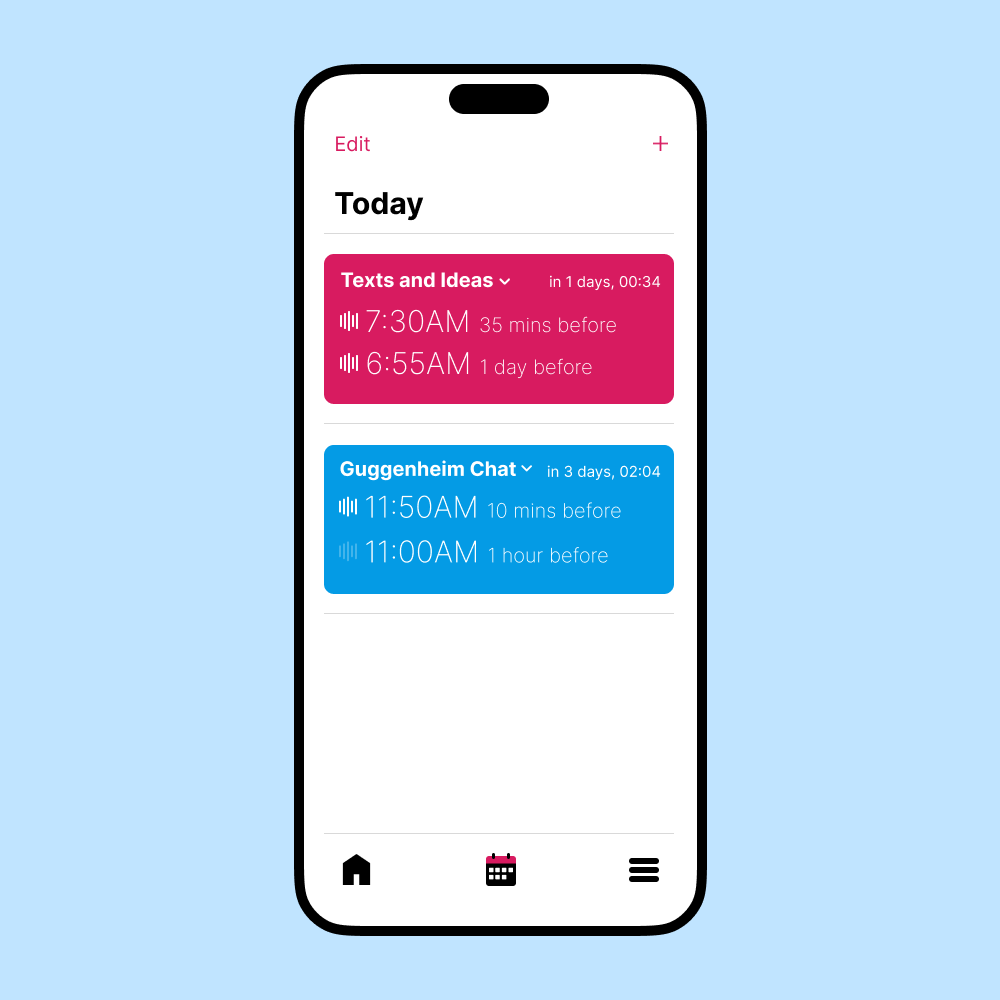 Edit
+
Today
Texts and Ideas in 1 days, 00:34
7:30AM 35 mins before
6:55AM 1 day before
Guggenheim Chat in 3 days, 02:04
11:50AM 10 mins before
11:00AM 1 hour before